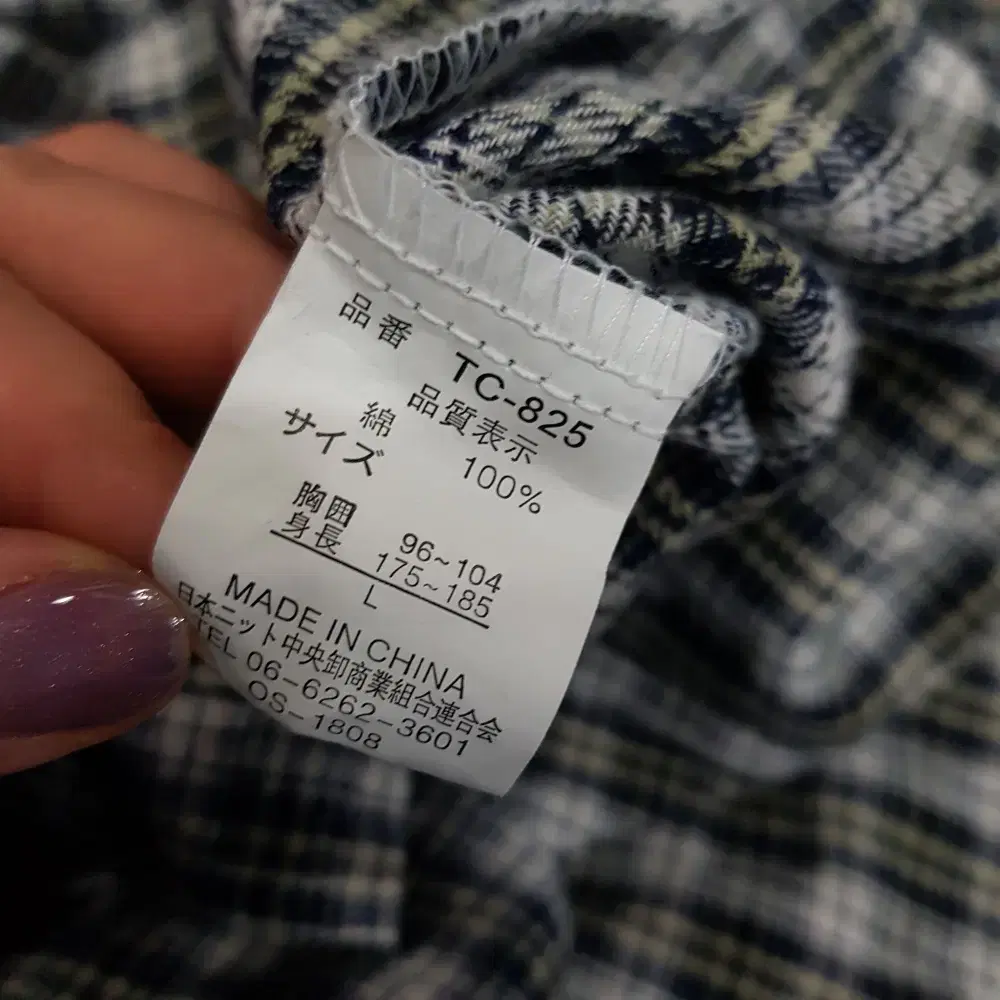 品番 TC-825
品質表示
綿 100%
サイズ
胸囲 96~104
身長 175~185
L
MADE IN CHINA
日本ニット中央卸商業組合連合会
TEL 06-6262-3601
OS-1808